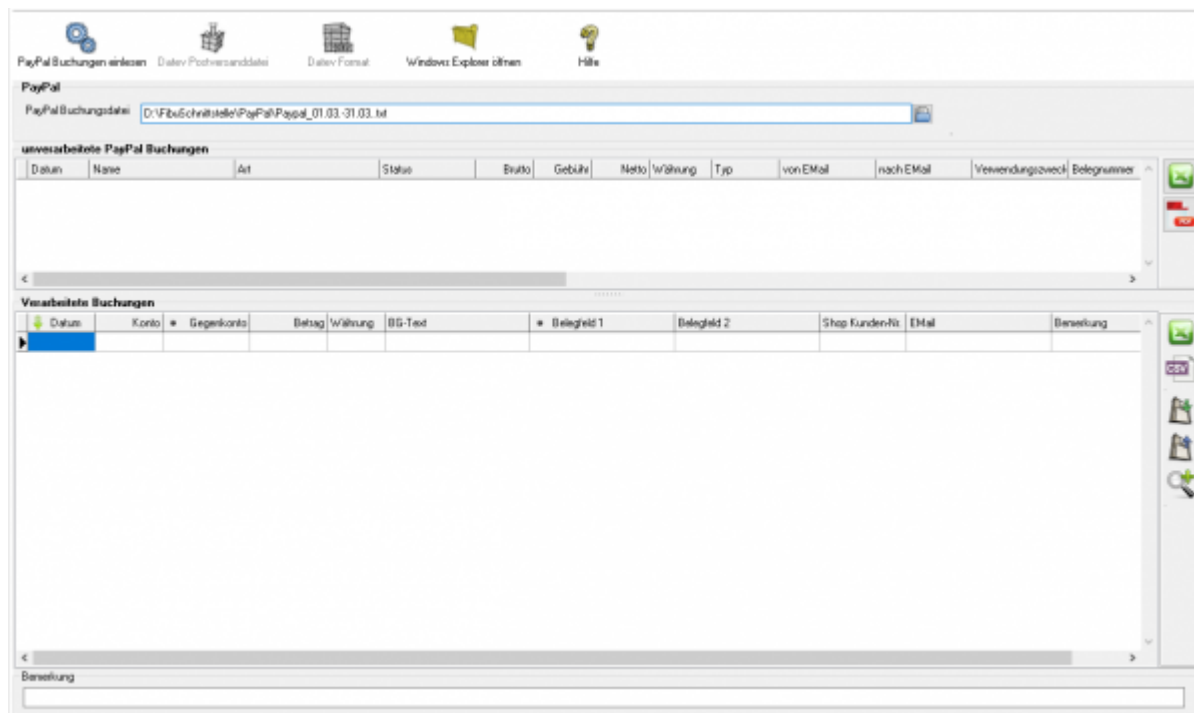 PayPal Buchungen einlesen Datev Postversanddatei Datev Format Windows Explorer öffnen Hilfe
PayPal
PayPal Buchungsdatei D:\FibuSchnittstelle\PayPal\Paypal_01.03.-31.03..txt
unverarbeitete PayPal Buchungen
Datum Name Art Status Brutto Gebühr Netto Währung Typ von EMail nach EMail Verwendungszweck Belegnummer
PDF
Verarbeitete Buchungen
Datum Konto * Gegenkonto Betrag Währung BG-Text * Belegfeld 1 Belegfeld 2 Shop Kunden-Nr. EMail Bemerkung
CSV
Bemerkung